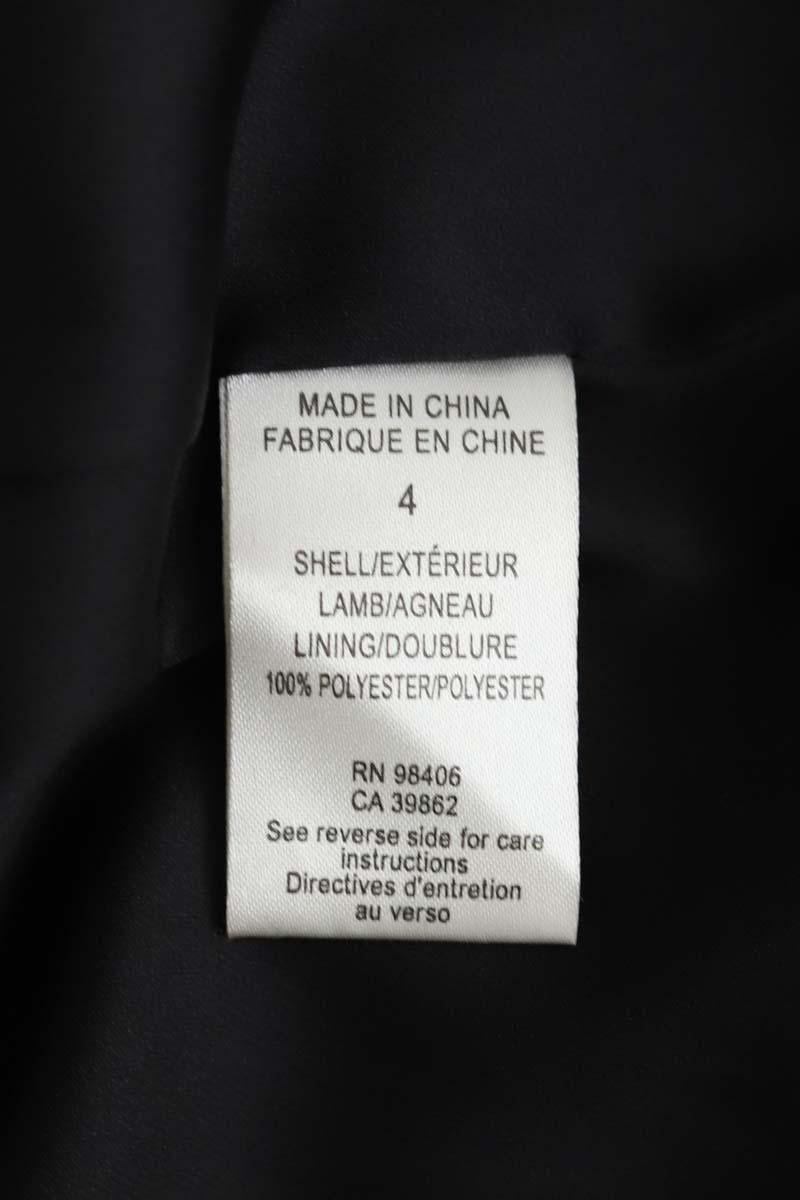 MADE IN CHINA
FABRIQUE EN CHINE
4
SHELL/EXTÉRIEUR
LAMB/AGNEAU
LINING/DOUBLURE
100% POLYESTER/POLYESTER
RN 98406
CA 39862
See reverse side for care
instructions
Directives d'entretion
au verso